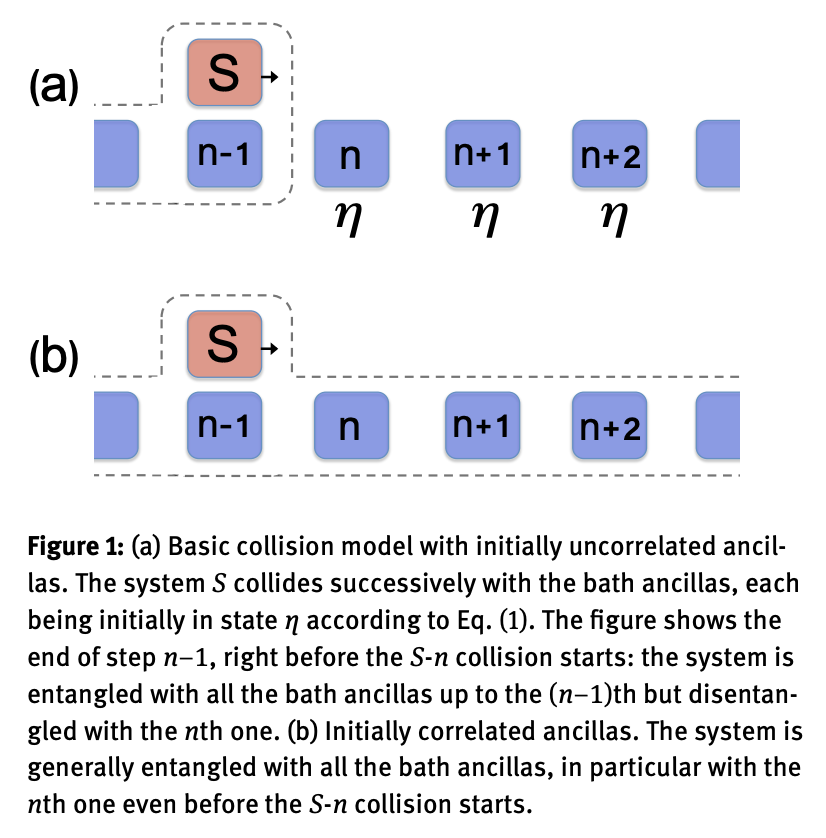 (a)
S
n-1 n n+1 n+2
η η η
(b)
S
n-1 n n+1 n+2
Figure 1: (a) Basic collision model with initially uncorrelated ancil-
las. The system S collides successively with the bath ancillas, each
being initially in state η according to Eq. (1). The figure shows the
end of step n−1, right before the S-n collision starts: the system is
entangled with all the bath ancillas up to the (n−1)th but disentan-
gled with the nth one. (b) Initially correlated ancillas. The system is
generally entangled with all the bath ancillas, in particular with the
nth one even before the S-n collision starts.